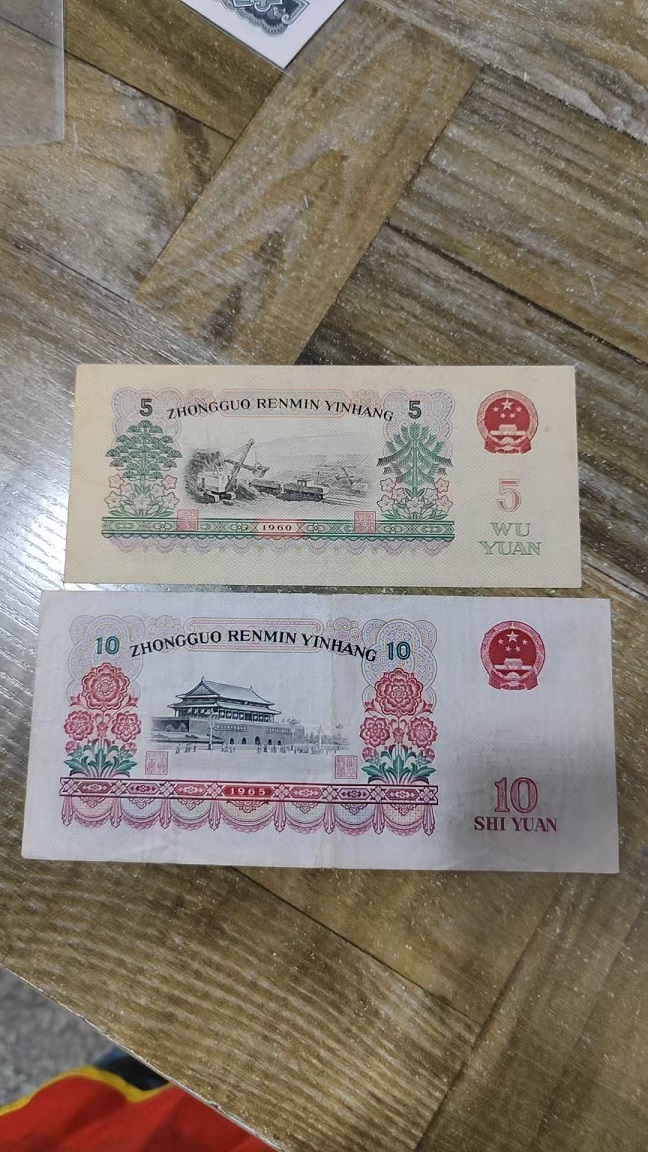 5 ZHONGGUO RENMIN YINHANG 5
5
WU
YUAN
1960
10 ZHONGGUO RENMIN YINHANG 10
10
SHI YUAN
1965